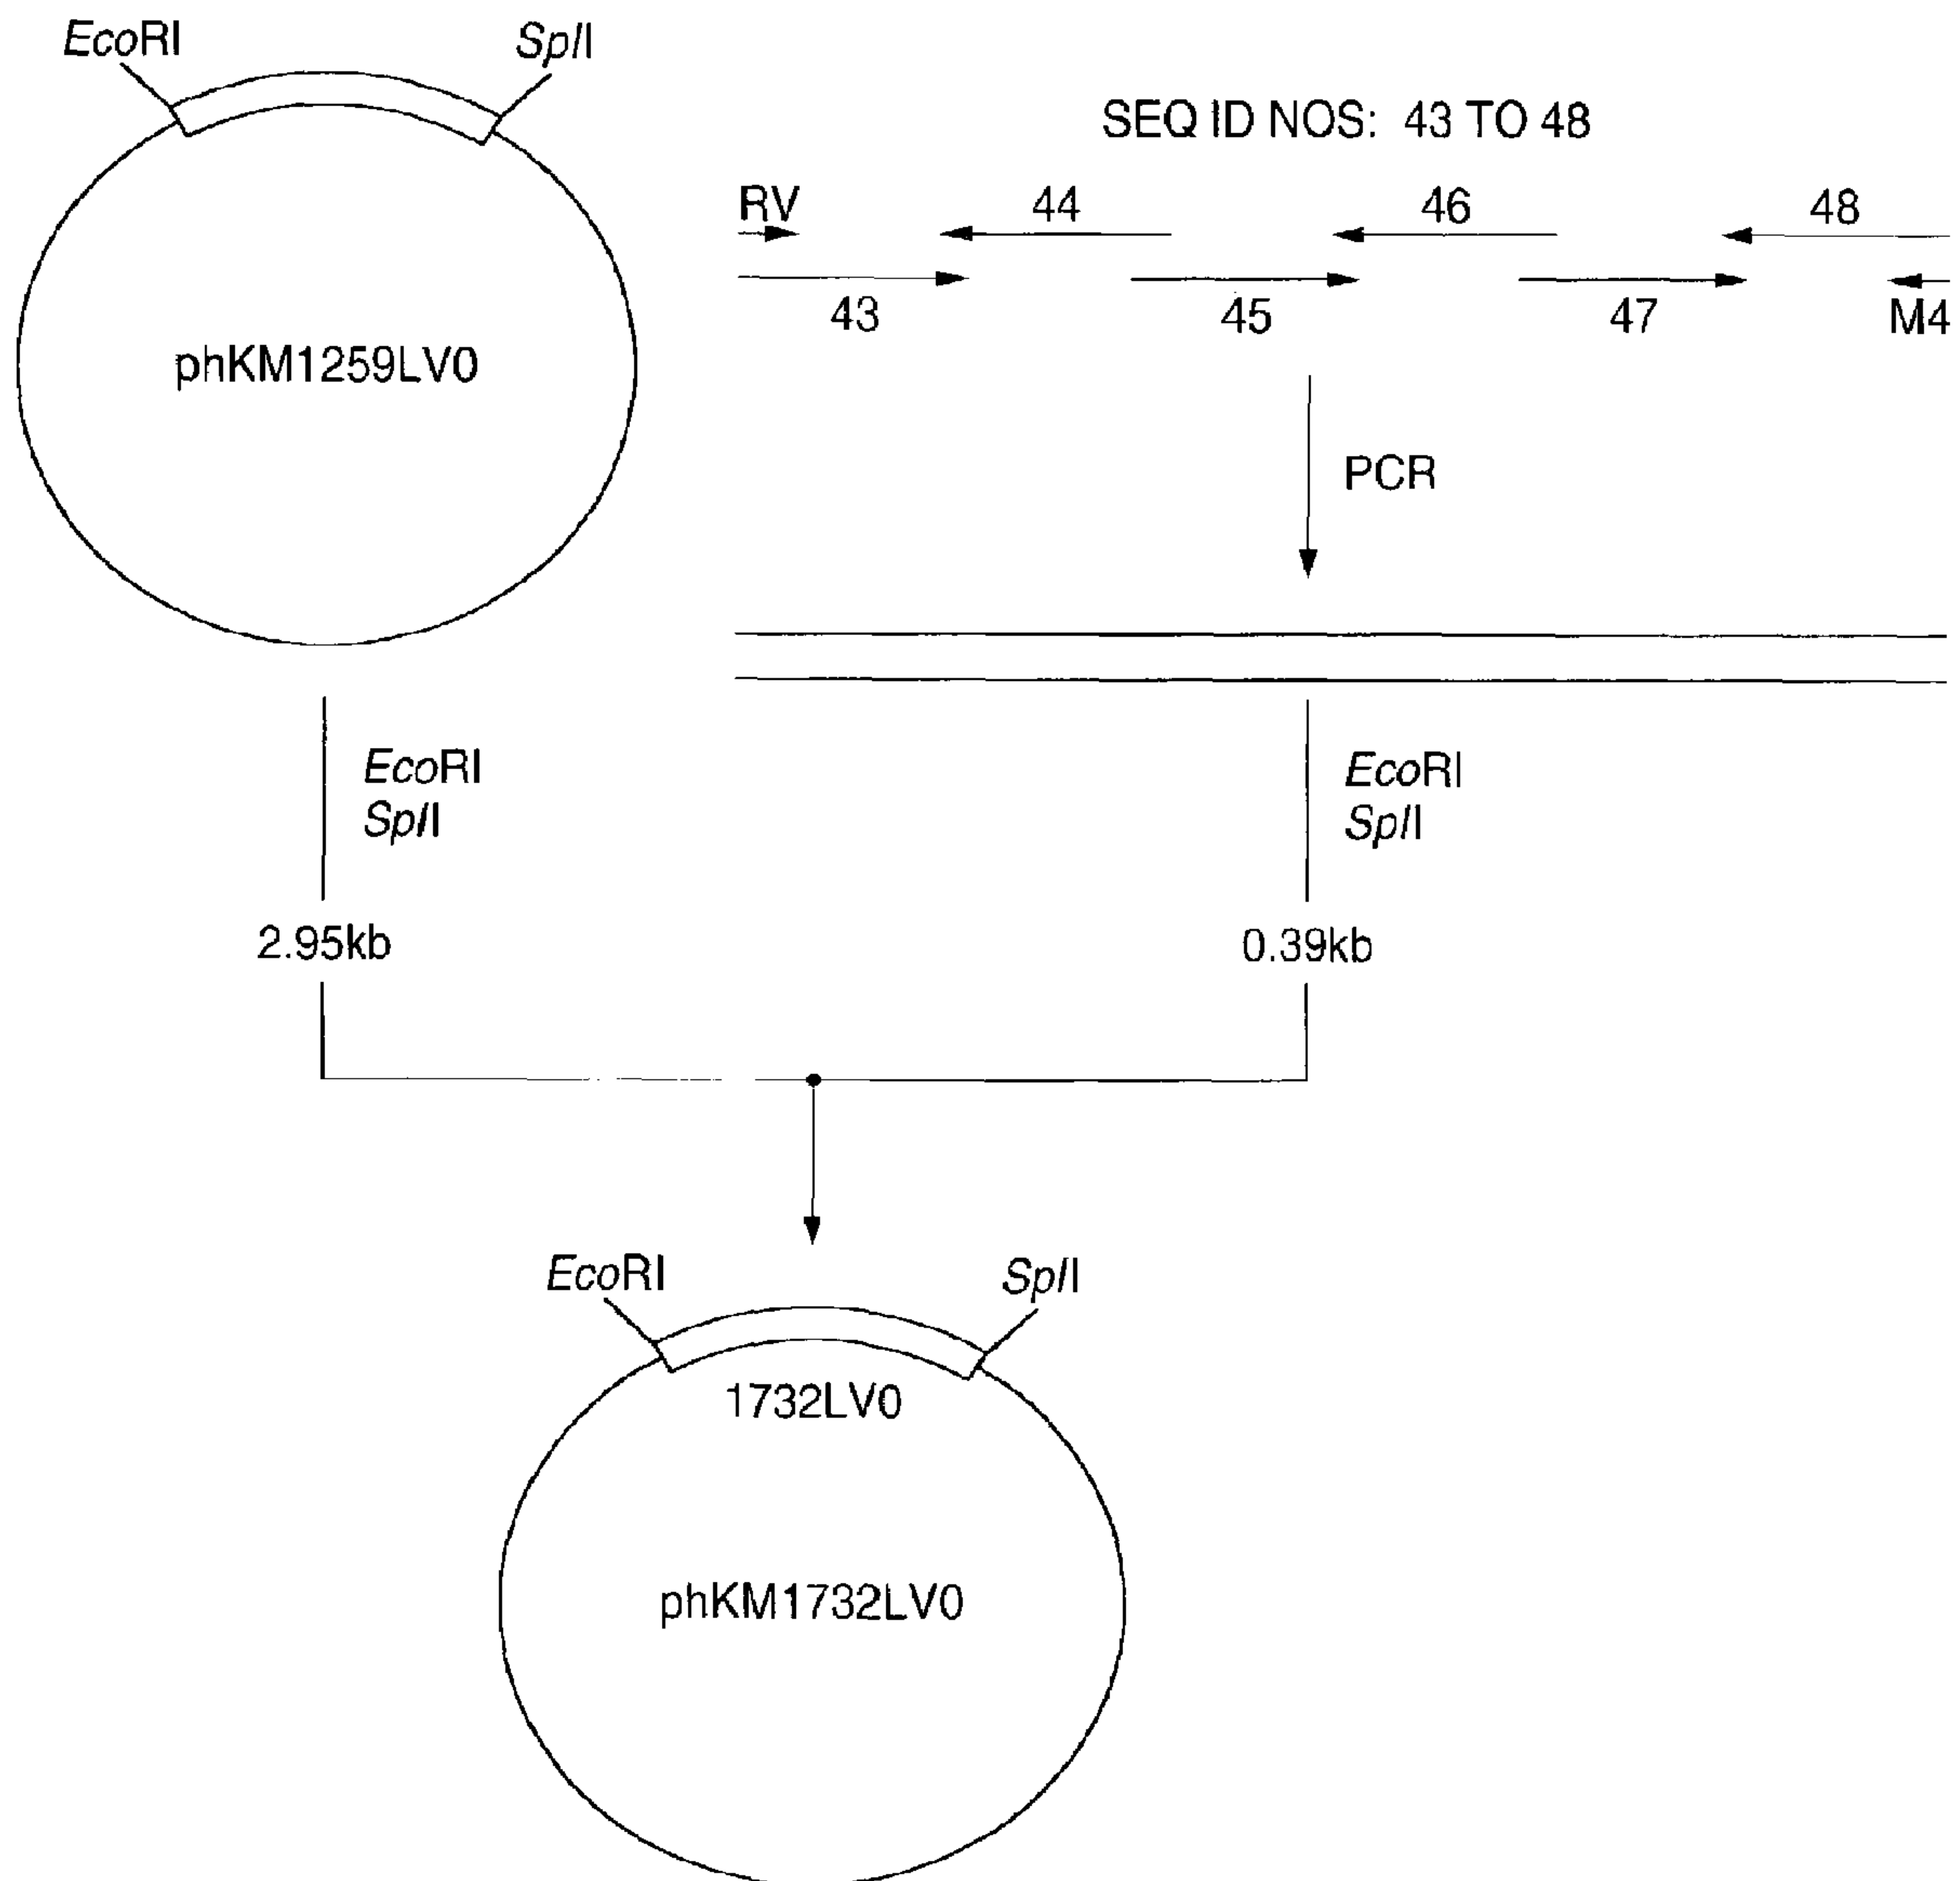 EcoRI
SplI
phKM1259LV0
SEQ ID NOS: 43 TO 48
RV
44
46
48
43
45
47
M4
PCR
EcoRI
SplI
2.95kb
EcoRI
SplI
0.39kb
EcoRI
SplI
1732LV0
phKM1732LV0